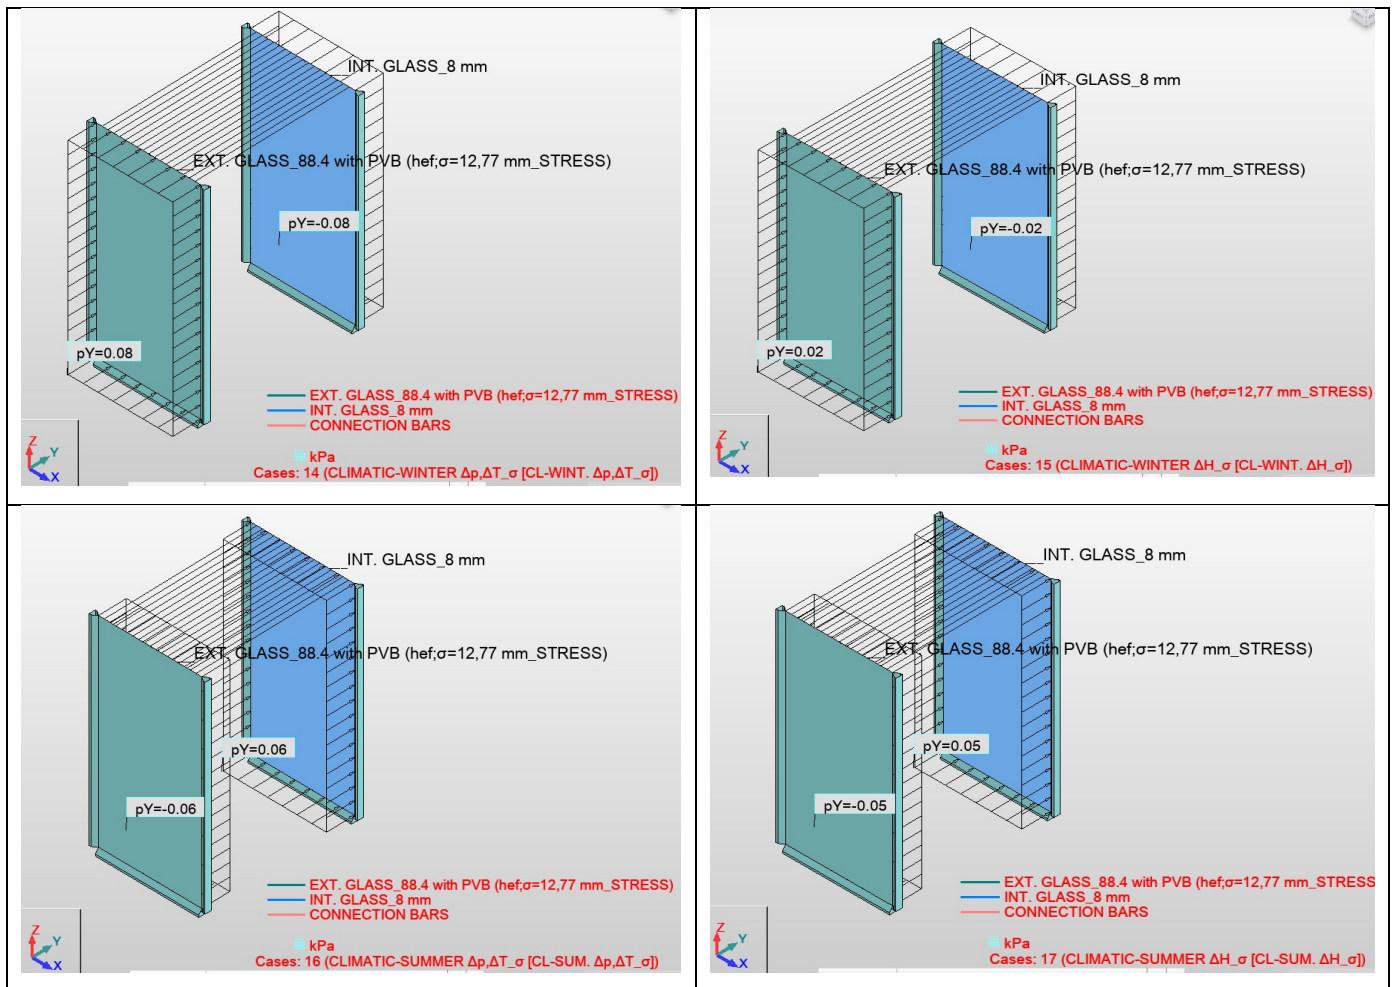 INT. GLASS_8 mm
EXT. GLASS_88.4 with PVB (hef;σ=12,77 mm_STRESS)
pY=-0.08
pY=0.08
EXT. GLASS_88.4 with PVB (hef;σ=12,77 mm_STRESS)
INT. GLASS_8 mm
CONNECTION BARS
kPa
Cases: 14 (CLIMATIC-WINTER Δp,ΔT_σ [CL-WINT. Δp,ΔT_σ])
Z
Y
X
INT. GLASS_8 mm
EXT. GLASS_88.4 with PVB (hef;σ=12,77 mm_STRESS)
pY=-0.02
pY=0.02
EXT. GLASS_88.4 with PVB (hef;σ=12,77 mm_STRESS)
INT. GLASS_8 mm
CONNECTION BARS
kPa
Cases: 15 (CLIMATIC-WINTER ΔH_σ [CL-WINT. ΔH_σ])
Z
Y
X
INT. GLASS_8 mm
EXT. GLASS_88.4 with PVB (hef;σ=12,77 mm_STRESS)
pY=0.06
pY=-0.06
EXT. GLASS_88.4 with PVB (hef;σ=12,77 mm_STRESS)
INT. GLASS_8 mm
CONNECTION BARS
kPa
Cases: 16 (CLIMATIC-SUMMER Δp,ΔT_σ [CL-SUM. Δp,ΔT_σ])
Z
Y
X
INT. GLASS_8 mm
EXT. GLASS_88.4 with PVB (hef;σ=12,77 mm_STRESS)
pY=0.05
pY=-0.05
EXT. GLASS_88.4 with PVB (hef;σ=12,77 mm_STRESS
INT. GLASS_8 mm
CONNECTION BARS
kPa
Cases: 17 (CLIMATIC-SUMMER ΔH_σ [CL-SUM. ΔH_σ])
Z
Y
X